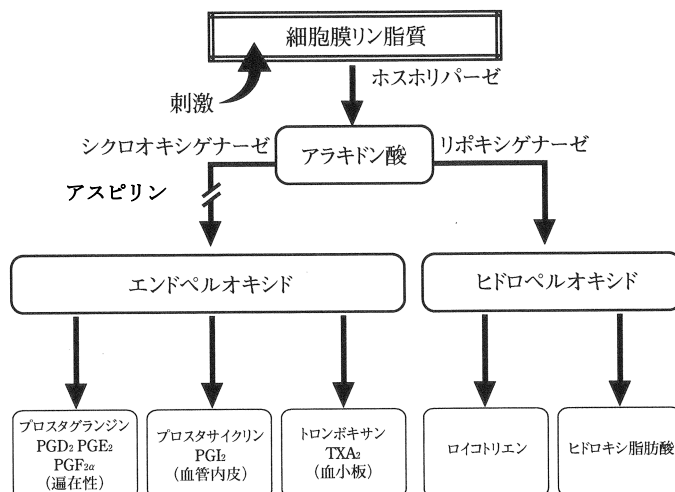 細胞膜リン脂質
ホスホリパーゼ
刺激
シクロオキシゲナーゼ
アラキドン酸
リポキシゲナーゼ
アスピリン
エンドペルオキシド
ヒドロペルオキシド
プロスタグランジン
PGD₂ PGE₂
PGF₂α
(遍在性)
プロスタサイクリン
PGI₂
(血管内皮)
トロンボキサン
TXA₂
(血小板)
ロイコトリエン
ヒドロキシ脂肪酸